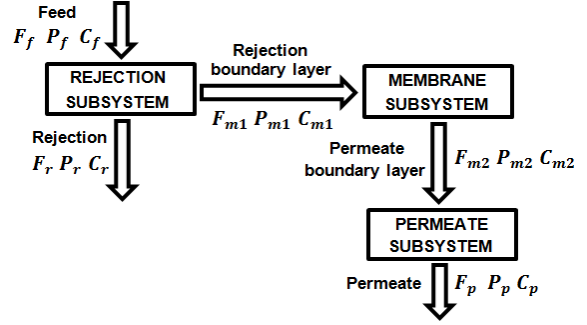 Feed
F_f P_f C_f
REJECTION
SUBSYSTEM
Rejection
boundary layer
F_m1 P_m1 C_m1
MEMBRANE
SUBSYSTEM
Rejection
F_r P_r C_r
Permeate
boundary layer
F_m2 P_m2 C_m2
PERMEATE
SUBSYSTEM
Permeate
F_p P_p C_p